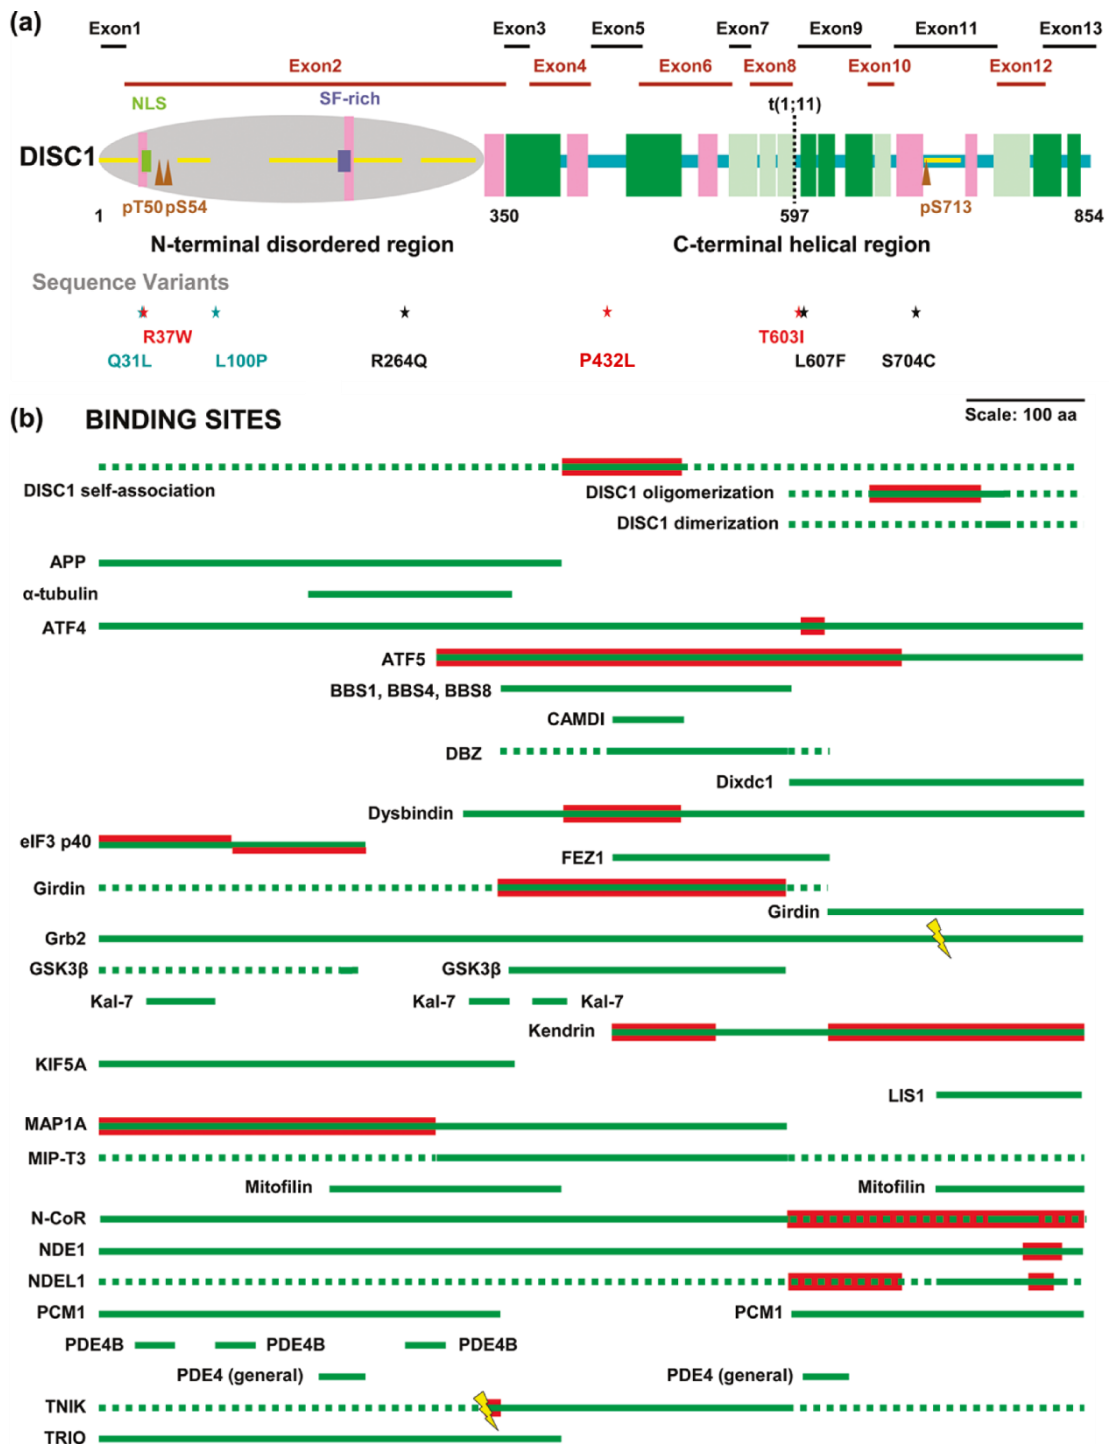 (a)
Exon1 Exon3 Exon5 Exon7 Exon9 Exon11 Exon13
Exon2 Exon4 Exon6 Exon8 Exon10 Exon12
NLS SF-rich t(1;11)
DISC1
pT50 pS54 pS713
1 350 597 854
N-terminal disordered region C-terminal helical region
Sequence Variants
R37W T603I
Q31L L100P R264Q P432L L607F S704C
(b) BINDING SITES Scale: 100 aa
DISC1 self-association DISC1 oligomerization
DISC1 dimerization
APP
α-tubulin
ATF4
ATF5
BBS1, BBS4, BBS8
CAMDI
DBZ
Dixdc1
Dysbindin
eIF3 p40
FEZ1
Girdin
Girdin
Grb2
GSK3β GSK3β
Kal-7 Kal-7 Kal-7
Kendrin
KIF5A
LIS1
MAP1A
MIP-T3
Mitofilin Mitofilin
N-CoR
NDE1
NDEL1
PCM1 PCM1
PDE4B PDE4B PDE4B
PDE4 (general) PDE4 (general)
TNIK
TRIO